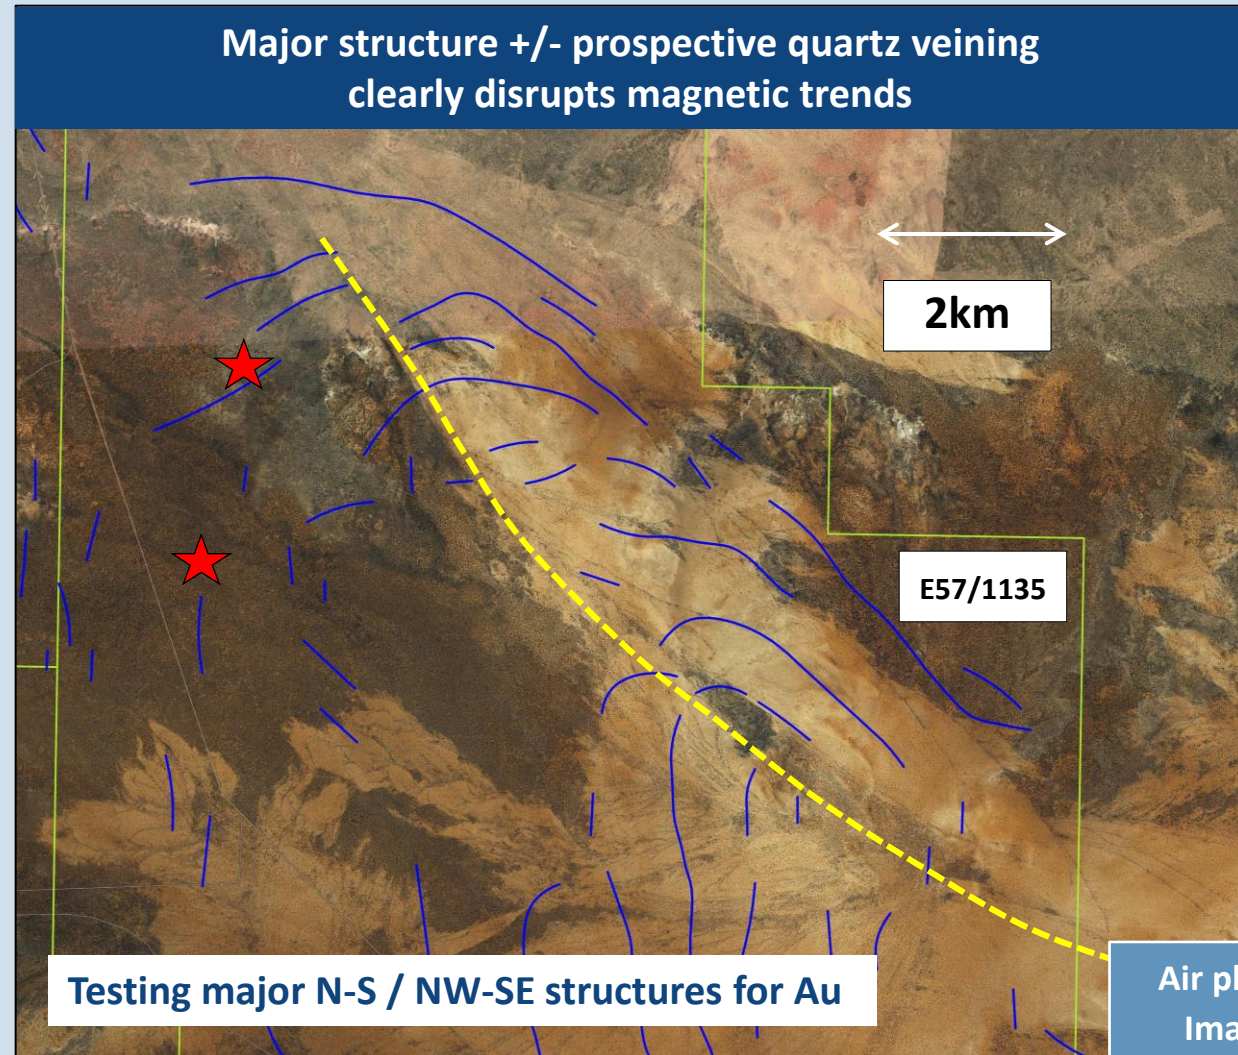 Major structure +/- prospective quartz veining
clearly disrupts magnetic trends
2km
E57/1135
Testing major N-S / NW-SE structures for Au
Air